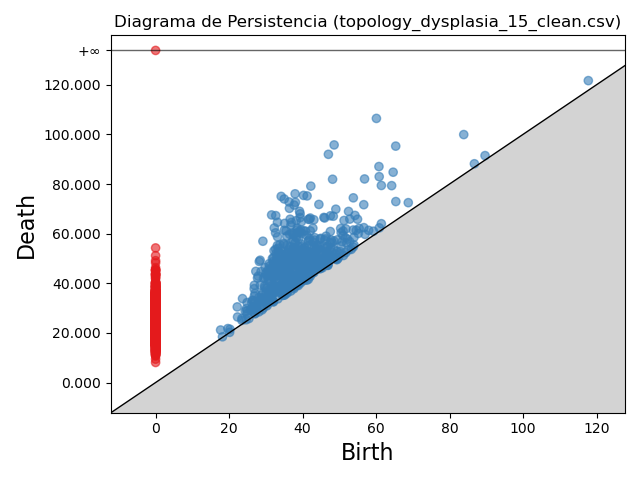 Diagrama de Persistencia (topology_dysplasia_15_clean.csv)
+∞
120.000
100.000
80.000
60.000
40.000
20.000
0.000
Death
0 20 40 60 80 100 120
Birth